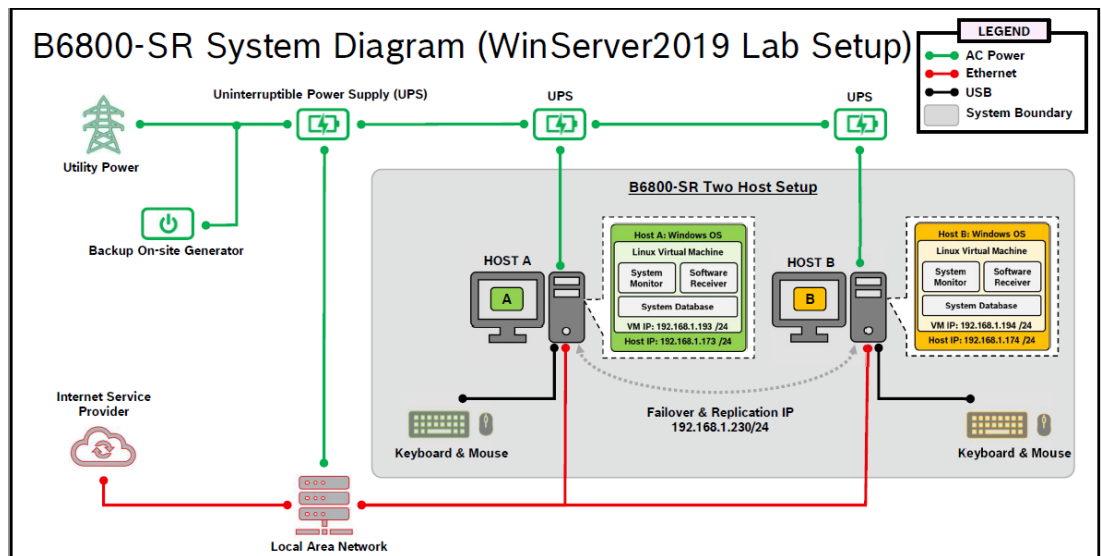 B6800-SR System Diagram (WinServer2019 Lab Setup)
LEGEND
AC Power
Ethernet
USB
System Boundary
Uninterruptible Power Supply (UPS)
UPS
UPS
Utility Power
Backup On-site Generator
B6800-SR Two Host Setup
HOST A
A
Host A: Windows OS
Linux Virtual Machine
System
Monitor
Software
Receiver
System Database
VM IP: 192.168.1.193 /24
Host IP: 192.168.1.173 /24
HOST B
B
Host B: Windows OS
Linux Virtual Machine
System
Monitor
Software
Receiver
System Database
VM IP: 192.168.1.194 /24
Host IP: 192.168.1.174 /24
Failover & Replication IP
192.168.1.230/24
Keyboard & Mouse
Keyboard & Mouse
Internet Service
Provider
Local Area Network